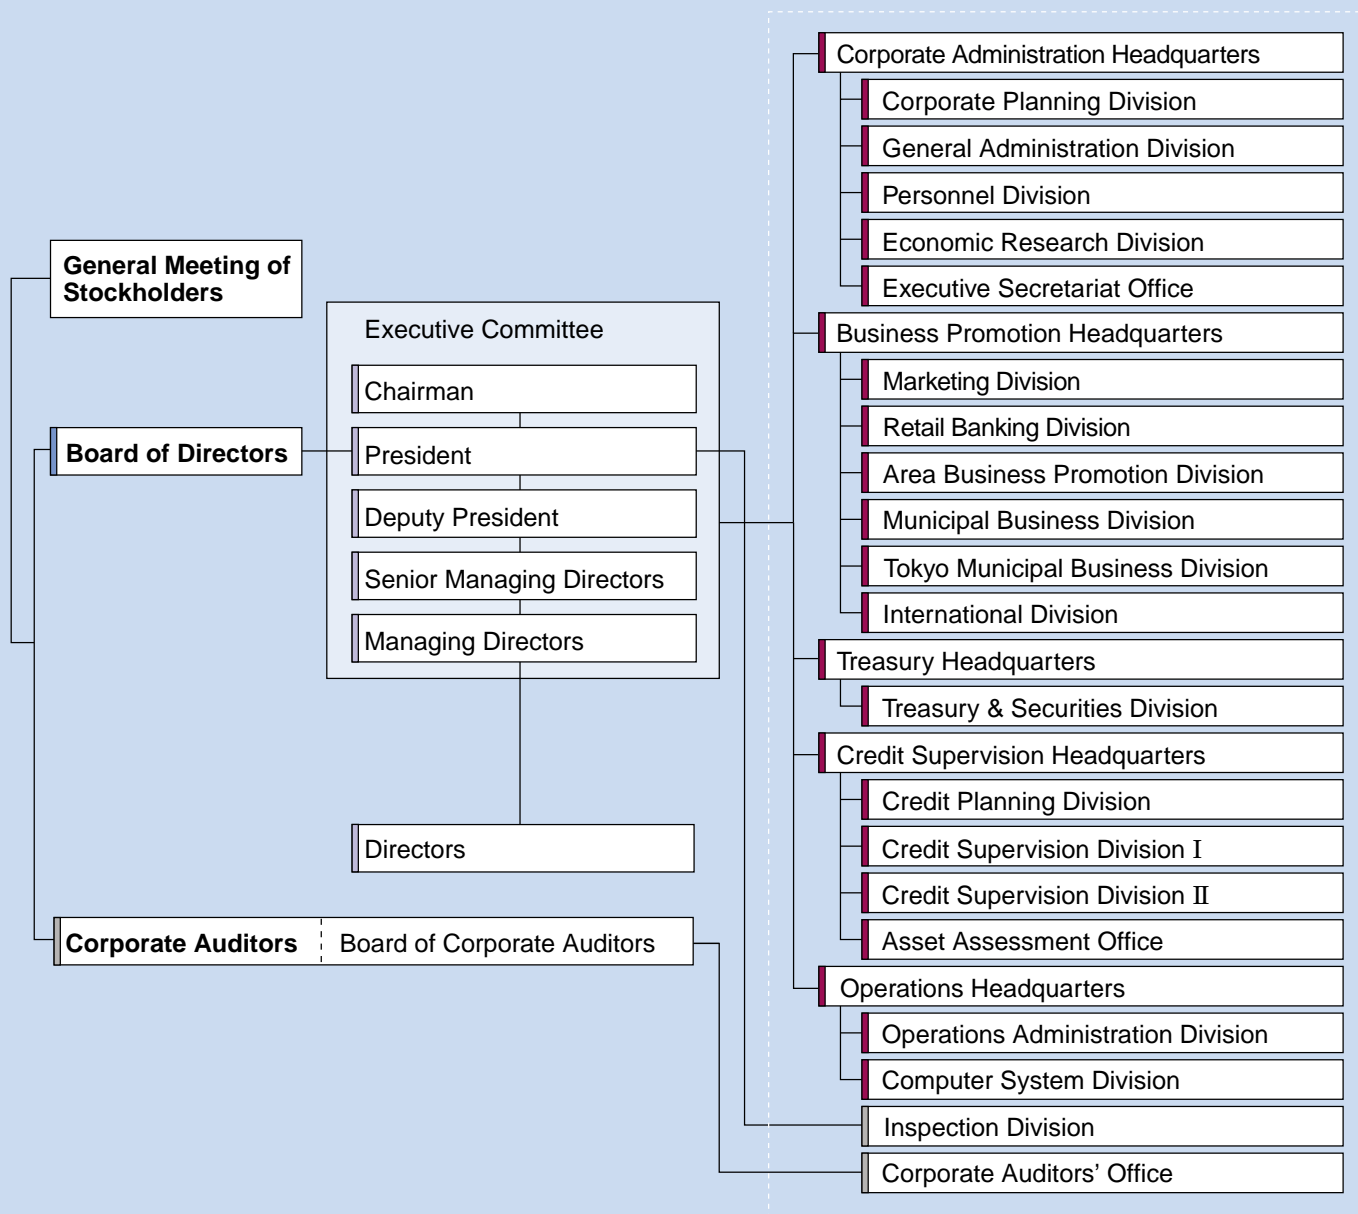 General Meeting of
Stockholders
Board of Directors
Executive Committee
Chairman
President
Deputy President
Senior Managing Directors
Managing Directors
Directors
Corporate Auditors
Board of Corporate Auditors
Corporate Administration Headquarters
Corporate Planning Division
General Administration Division
Personnel Division
Economic Research Division
Executive Secretariat Office
Business Promotion Headquarters
Marketing Division
Retail Banking Division
Area Business Promotion Division
Municipal Business Division
Tokyo Municipal Business Division
International Division
Treasury Headquarters
Treasury & Securities Division
Credit Supervision Headquarters
Credit Planning Division
Credit Supervision Division Ⅰ
Credit Supervision Division Ⅱ
Asset Assessment Office
Operations Headquarters
Operations Administration Division
Computer System Division
Inspection Division
Corporate Auditors’ Office